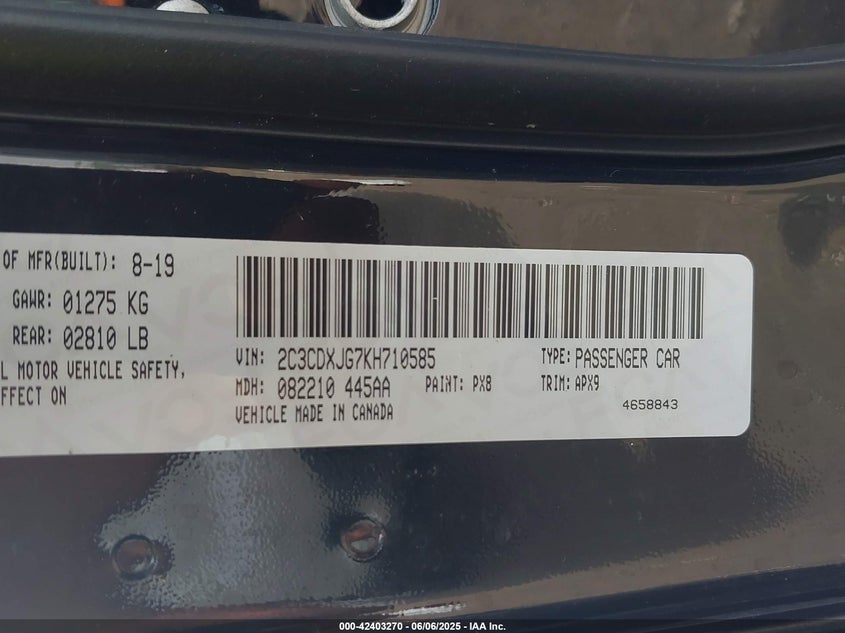 OF MFR(BUILT): 8-19
GAWR: 01275 KG
REAR: 02810 LB
L MOTOR VEHICLE SAFETY,
EFFECT ON
VIN: 2C3CDXJG7KH710585 TYPE: PASSENGER CAR
MDH: 082210 445AA PAINT: PX8 TRIM: APX9
VEHICLE MADE IN CANADA 4658843
000-42403270 - 06/06/2025 - IAA Inc.